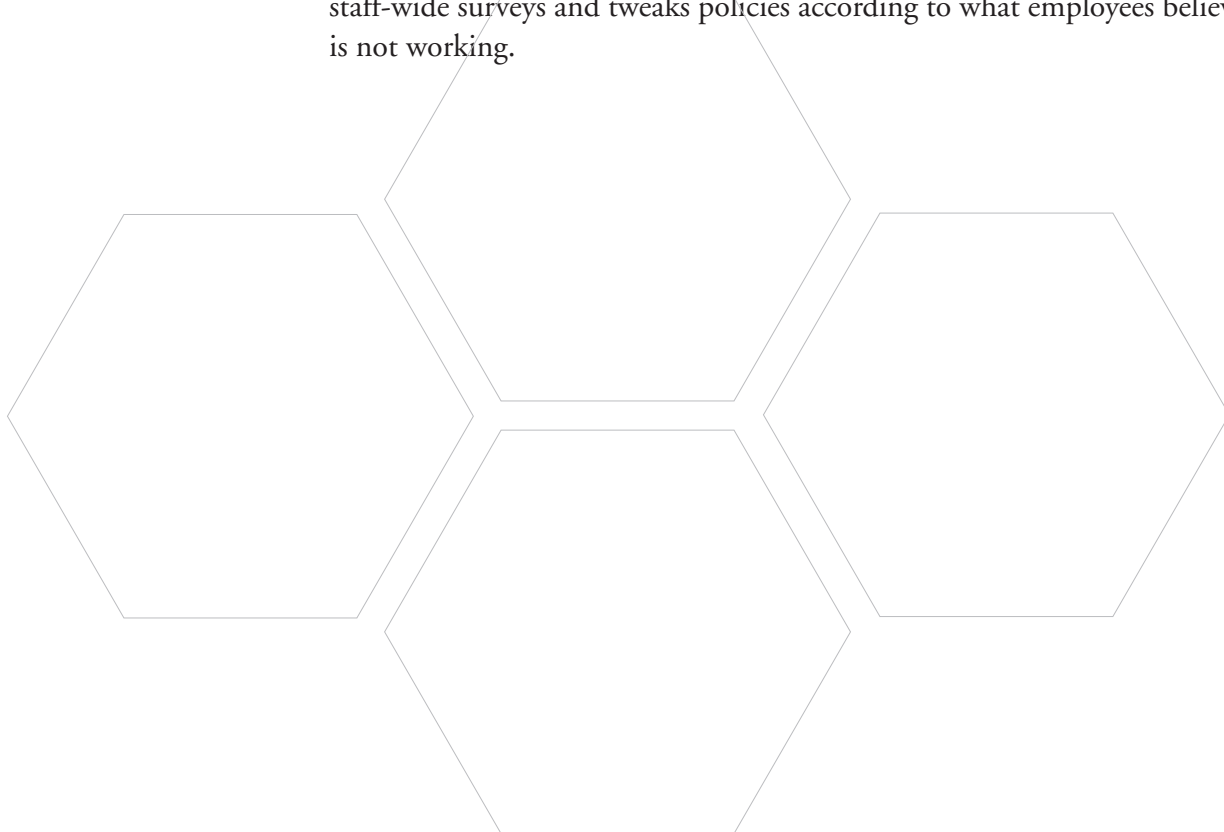 staff-wide surveys and tweaks policies according to what employees believ
is not working.